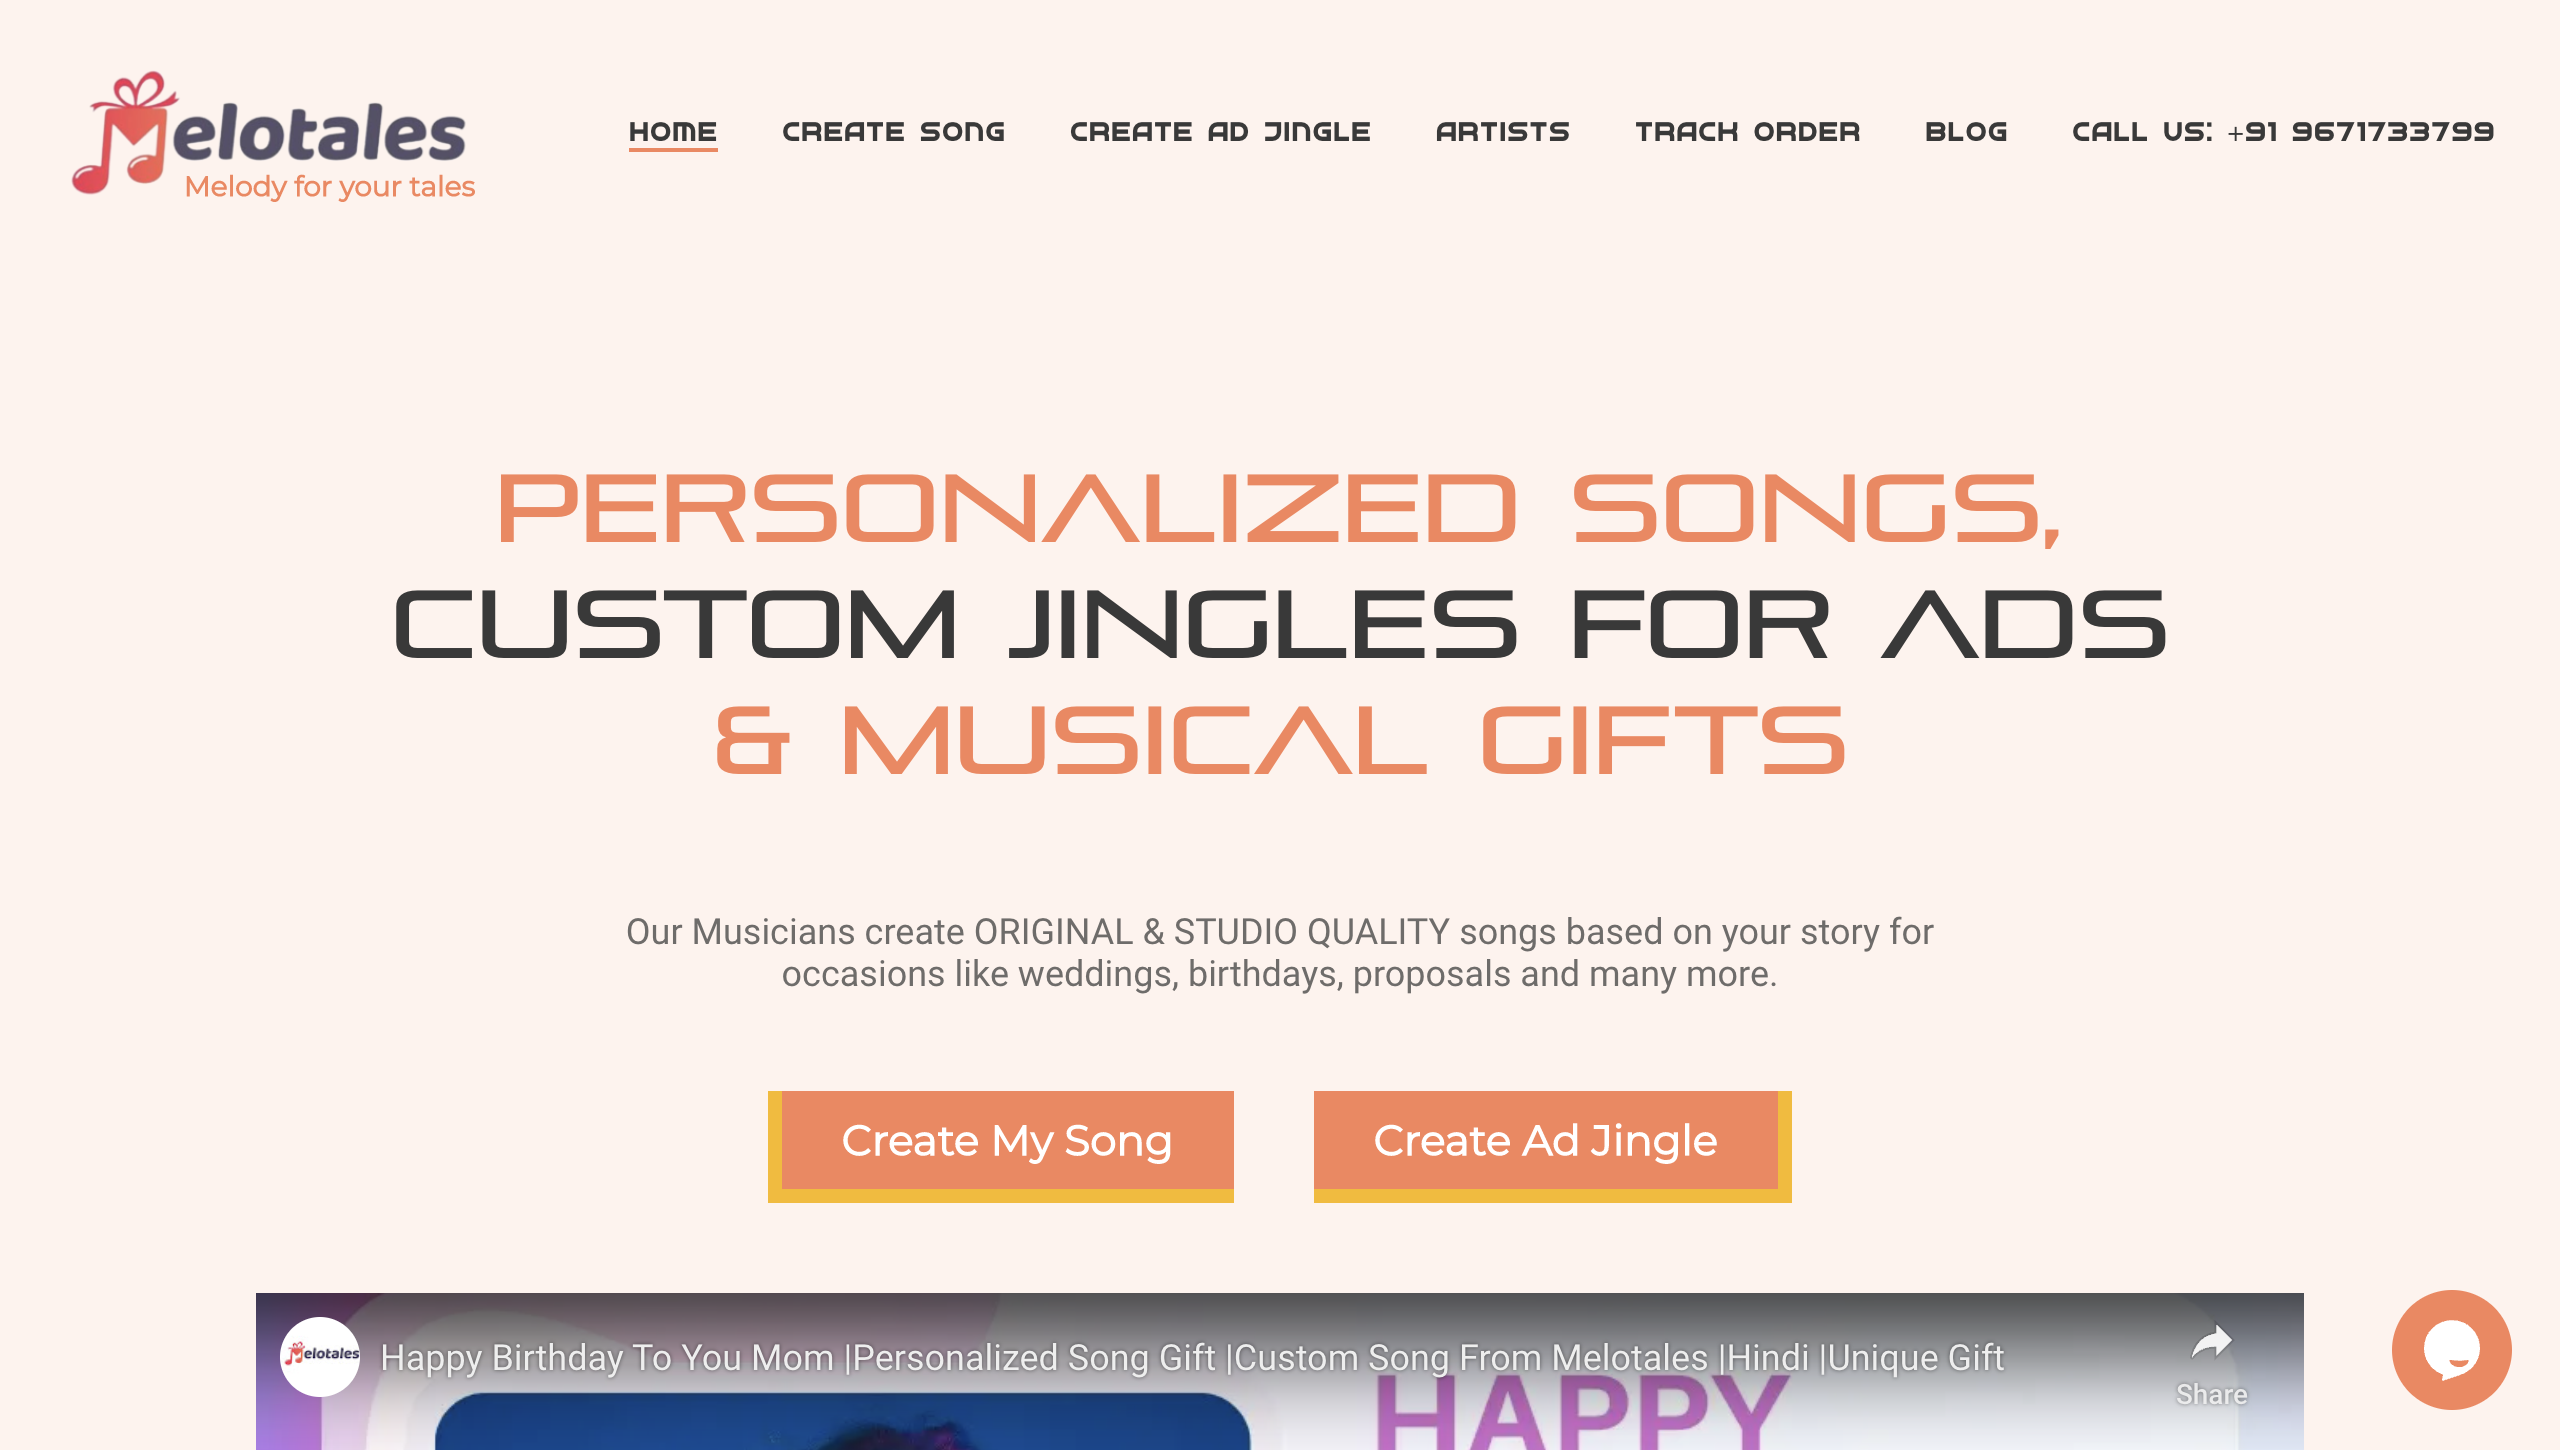 Melotales
Melody for your tales
HOME
CREATE SONG
CREATE AD JINGLE
ARTISTS
TRACK ORDER
BLOG
CALL US: +91 9671733799
PERSONALIZED SONGS,
CUSTOM JINGLES FOR ADS
& MUSICAL GIFTS
Our Musicians create ORIGINAL & STUDIO QUALITY songs based on your story for
occasions like weddings, birthdays, proposals and many more.
Create My Song
Create Ad Jingle
Melotales
Happy Birthday To You Mom |Personalized Song Gift |Custom Song From Melotales |Hindi |Unique Gift
Share
HAPPY